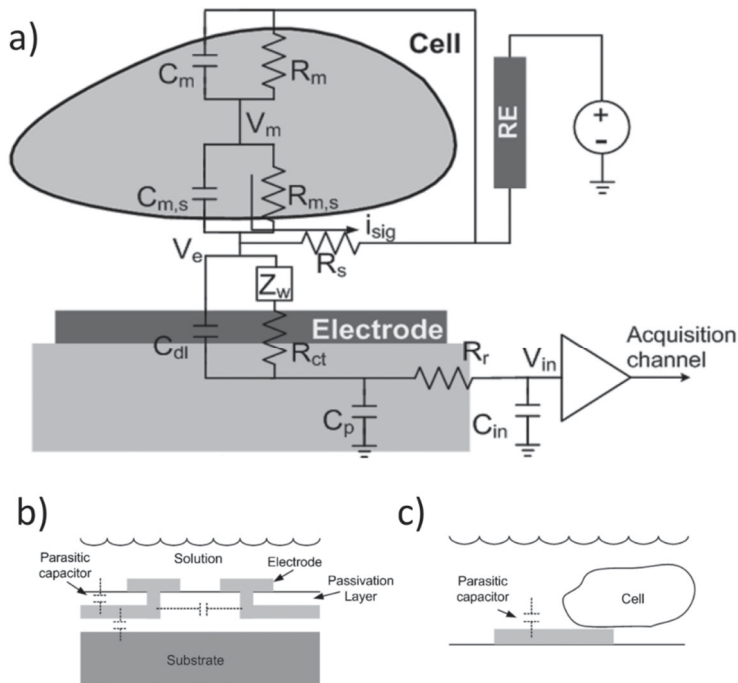 a)
Cell
Cm
Rm
Vm
RE
+
-
Cm,s
Rm,s
isig
Ve
Rs
Zw
Electrode
Cdl
Rct
Rr
Vin
Acquisition
channel
Cp
Cin
b)
Solution
Parasitic
capacitor
Electrode
Passivation
Layer
Substrate
c)
Parasitic
capacitor
Cell